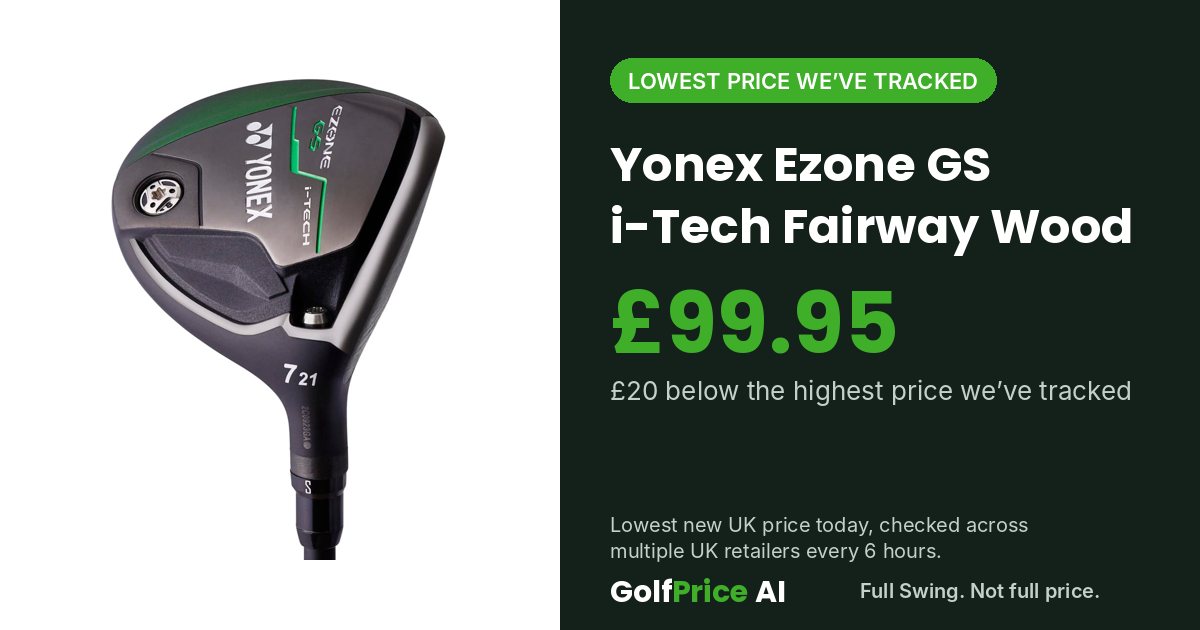 EZONE
GS
YONEX
i-TECH
7 21
LOWEST PRICE WE’VE TRACKED
Yonex Ezone GS
i-Tech Fairway Wood
£99.95
£20 below the highest price we’ve tracked
Lowest new UK price today, checked across
multiple UK retailers every 6 hours.
GolfPrice AI
Full Swing. Not full price.